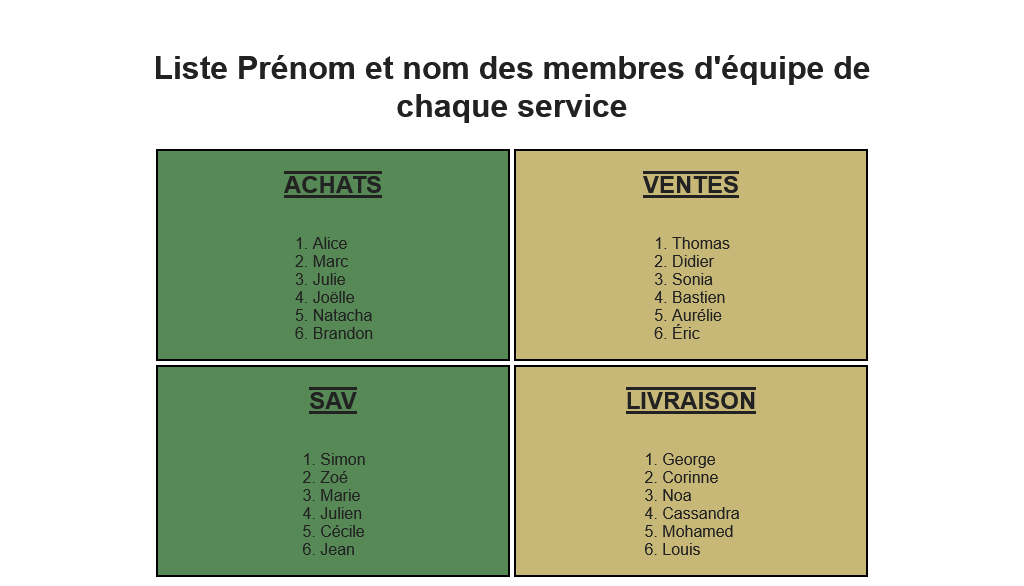 Liste Prénom et nom des membres d'équipe de
chaque service
ACHATS
1. Alice
2. Marc
3. Julie
4. Joëlle
5. Natacha
6. Brandon
VENTES
1. Thomas
2. Didier
3. Sonia
4. Bastien
5. Aurélie
6. Éric
SAV
1. Simon
2. Zoé
3. Marie
4. Julien
5. Cécile
6. Jean
LIVRAISON
1. George
2. Corinne
3. Noa
4. Cassandra
5. Mohamed
6. Louis